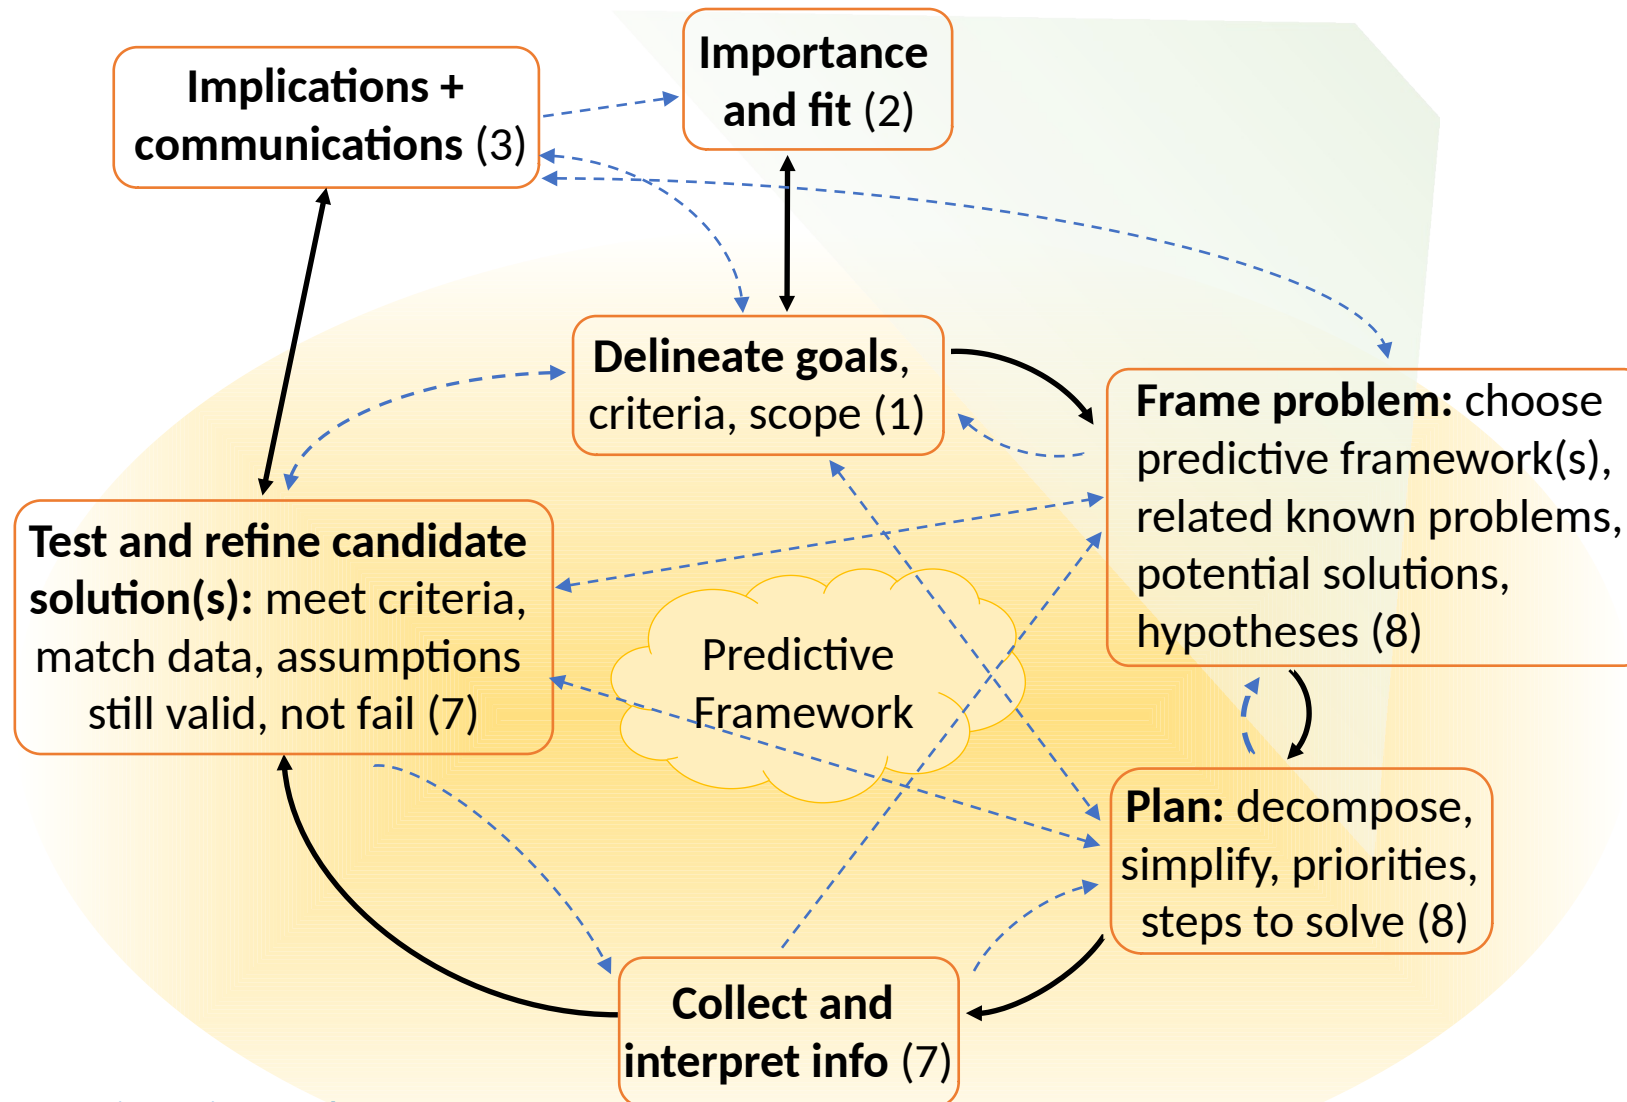 Implications +
communications (3)
Importance
and fit (2)
Delineate goals,
criteria, scope (1)
Frame problem: choose
predictive framework(s),
related known problems,
potential solutions,
hypotheses (8)
Test and refine candidate
solution(s): meet criteria,
match data, assumptions
still valid, not fail (7)
Predictive
Framework
Plan: decompose,
simplify, priorities,
steps to solve (8)
Collect and
interpret info (7)